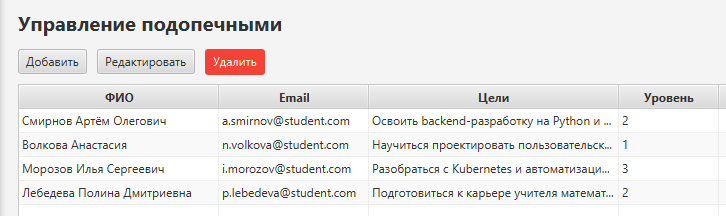 Управление подопечными
Добавить Редактировать Удалить
ФИО Email Цели Уровень
Смирнов Артём Олегович a.smirnov@student.com Освоить backend-разработку на Python и ... 2
Волкова Анастасия n.volkova@student.com Научиться проектировать пользовательск... 1
Морозов Илья Сергеевич i.morozov@student.com Разобраться с Kubernetes и автоматизаци... 3
Лебедева Полина Дмитриевна p.lebedeva@student.com Подготовиться к карьере учителя математ... 2